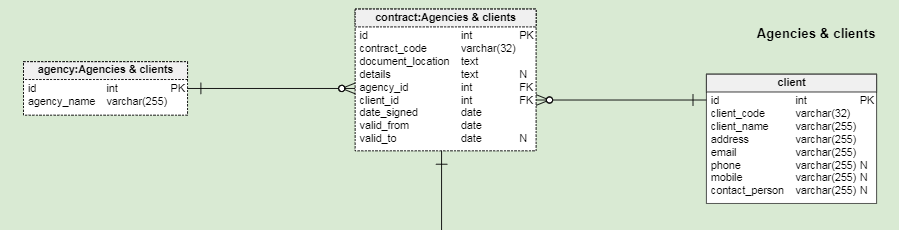 contract:Agencies & clients
id int PK
contract_code varchar(32)
document_location text
details text N
agency_id int FK
client_id int FK
date_signed date
valid_from date
valid_to date N
Agencies & clients
agency:Agencies & clients
id int PK
agency_name varchar(255)
client
id int PK
client_code varchar(32)
client_name varchar(255)
address varchar(255)
email varchar(255)
phone varchar(255) N
mobile varchar(255) N
contact_person varchar(255) N